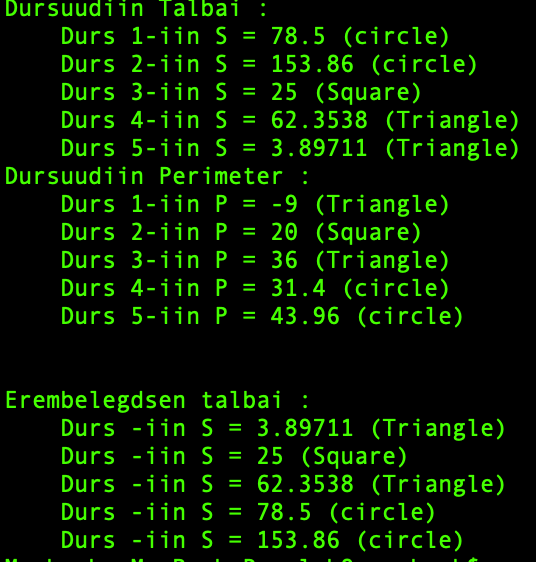 Dursuudiin Talbai :
Durs 1-iin S = 78.5 (circle)
Durs 2-iin S = 153.86 (circle)
Durs 3-iin S = 25 (Square)
Durs 4-iin S = 62.3538 (Triangle)
Durs 5-iin S = 3.89711 (Triangle)
Dursuudiin Perimeter :
Durs 1-iin P = -9 (Triangle)
Durs 2-iin P = 20 (Square)
Durs 3-iin P = 36 (Triangle)
Durs 4-iin P = 31.4 (circle)
Durs 5-iin P = 43.96 (circle)
Erembelegdsen talbai :
Durs -iin S = 3.89711 (Triangle)
Durs -iin S = 25 (Square)
Durs -iin S = 62.3538 (Triangle)
Durs -iin S = 78.5 (circle)
Durs -iin S = 153.86 (circle)